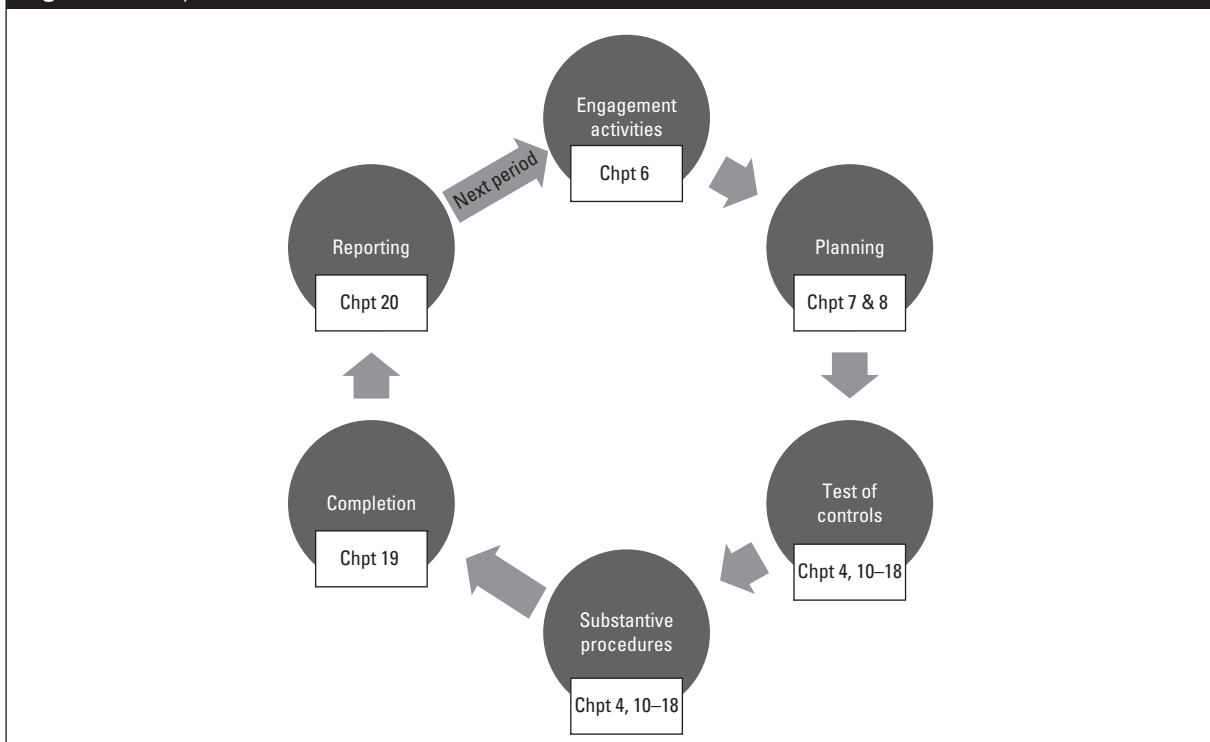 Engagement
activities
Chpt 6
Planning
Chpt 7 & 8
Test of
controls
Chpt 4, 10–18
Substantive
procedures
Chpt 4, 10–18
Completion
Chpt 19
Reporting
Chpt 20
Next period